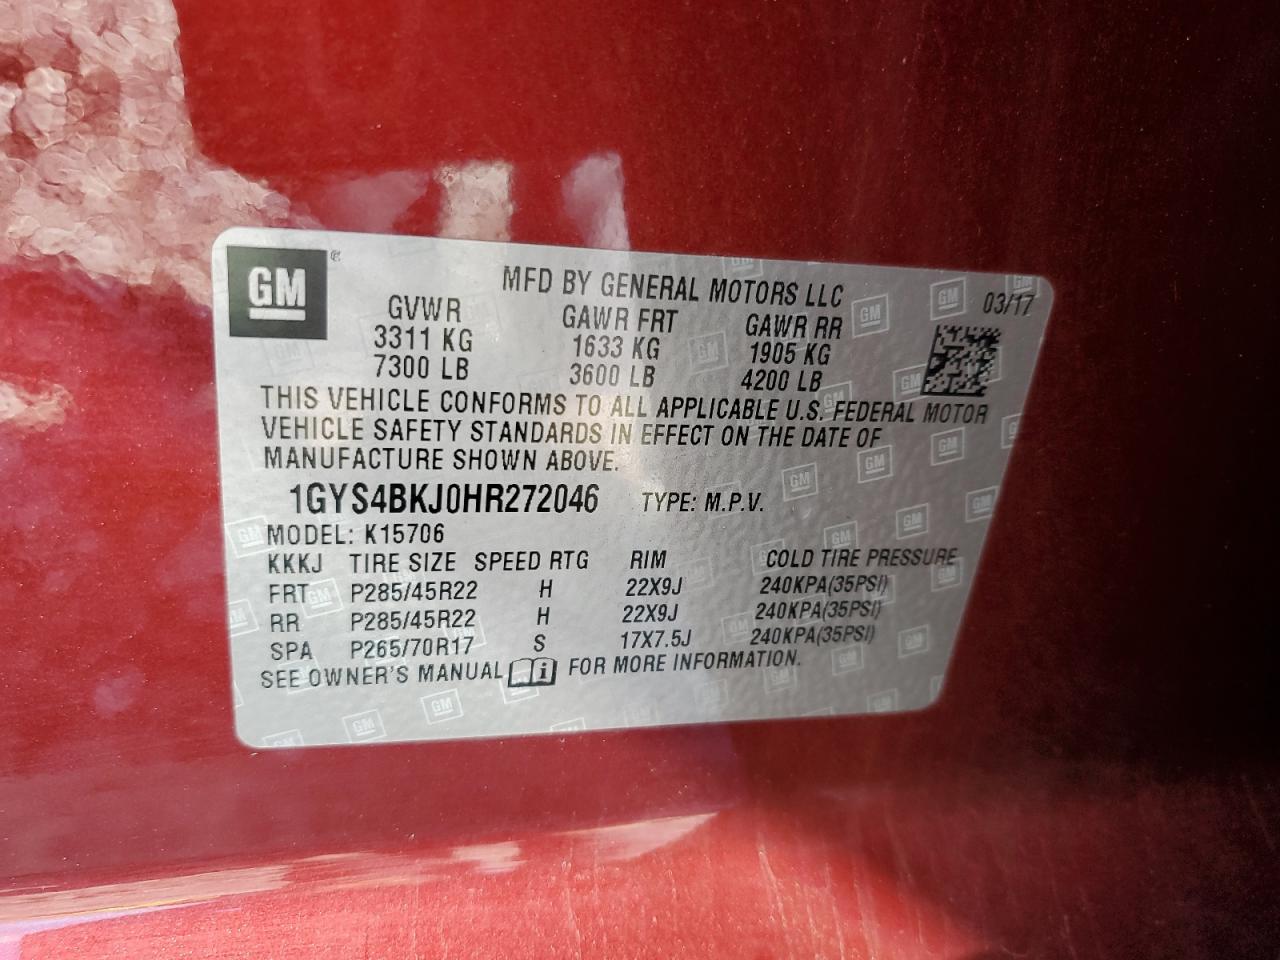 GM
MFD BY GENERAL MOTORS LLC
03/17
GVWR GAWR FRT GAWR RR
3311 KG 1633 KG 1905 KG
7300 LB 3600 LB 4200 LB
THIS VEHICLE CONFORMS TO ALL APPLICABLE U.S. FEDERAL MOTOR
VEHICLE SAFETY STANDARDS IN EFFECT ON THE DATE OF
MANUFACTURE SHOWN ABOVE.
1GYS4BKJ0HR272046 TYPE: M.P.V.
MODEL: K15706
KKKJ TIRE SIZE SPEED RTG RIM COLD TIRE PRESSURE
FRT P285/45R22 H 22X9J 240KPA(35PSI)
RR P285/45R22 H 22X9J 240KPA(35PSI)
SPA P265/70R17 S 17X7.5J 240KPA(35PSI)
SEE OWNER'S MANUAL i FOR MORE INFORMATION.